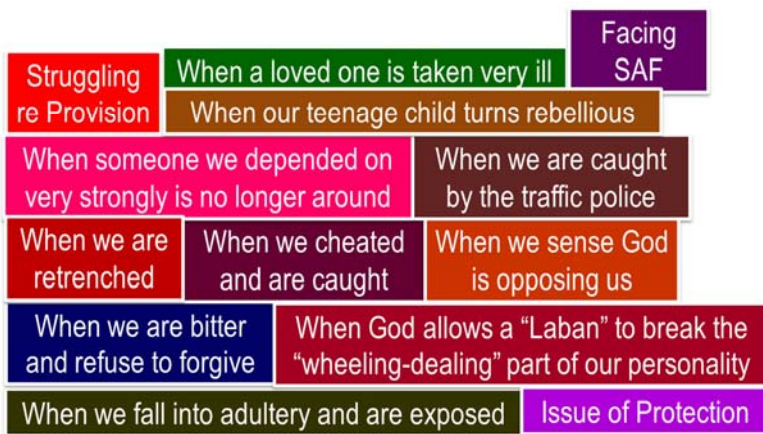 Facing
SAF
Struggling
re Provision
When a loved one is taken very ill
When our teenage child turns rebellious
When someone we depended on
very strongly is no longer around
When we are caught
by the traffic police
When we are
retrenched
When we cheated
and are caught
When we sense God
is opposing us
When we are bitter
and refuse to forgive
When God allows a “Laban” to break the
“wheeling-dealing” part of our personality
When we fall into adultery and are exposed
Issue of Protection